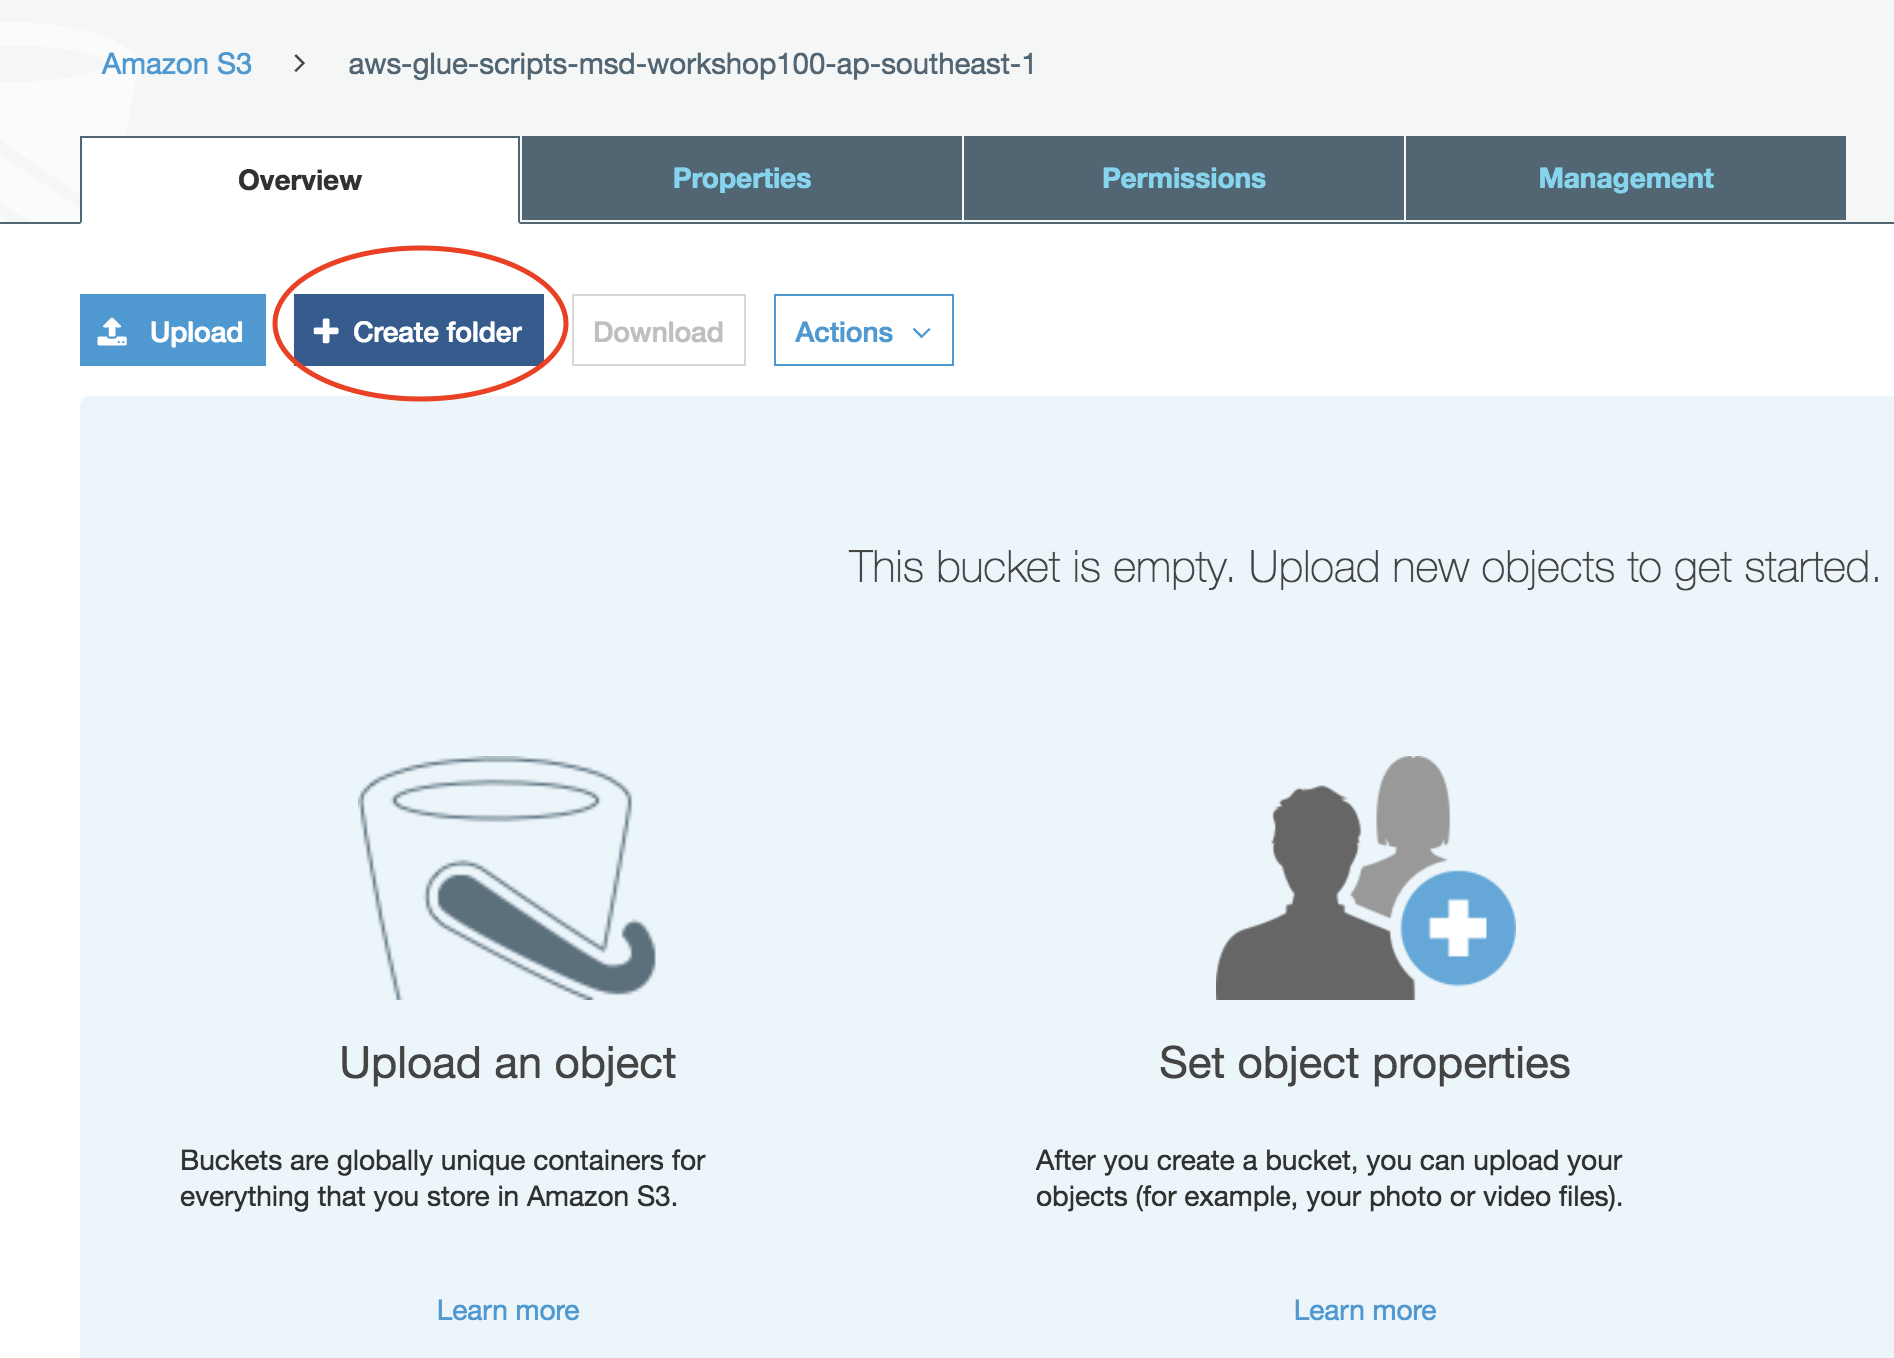 Amazon S3 > aws-glue-scripts-msd-workshop100-ap-southeast-1
Overview Properties Permissions Management
Upload Create folder Download Actions
This bucket is empty. Upload new objects to get started.
Upload an object
Buckets are globally unique containers for
everything that you store in Amazon S3.
Learn more
Set object properties
After you create a bucket, you can upload your
objects (for example, your photo or video files).
Learn more